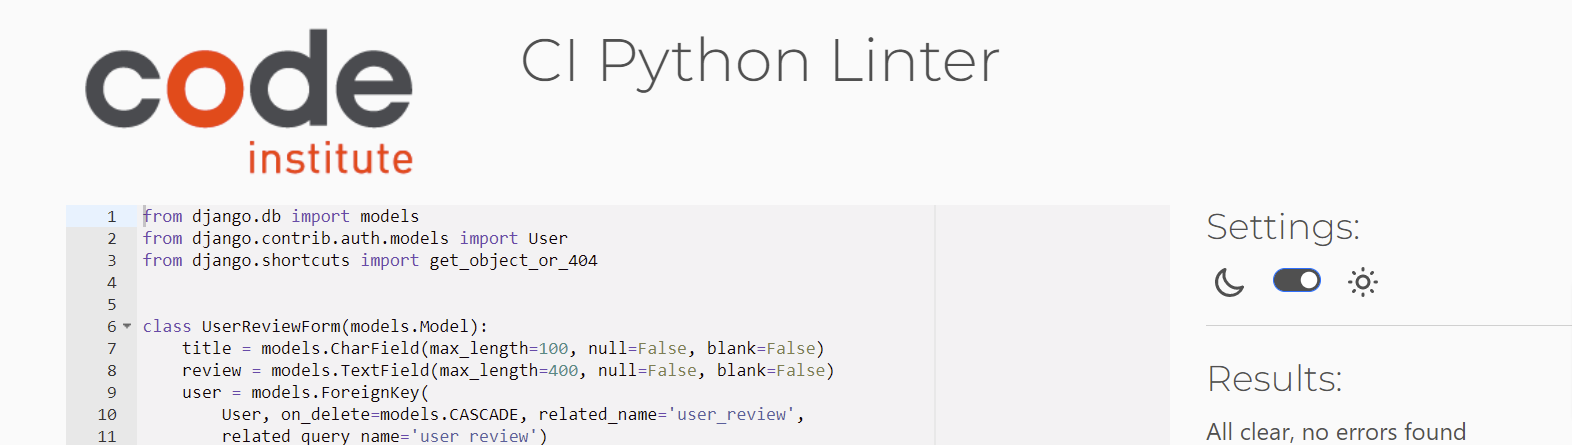 code
institute
CI Python Linter
1 from django.db import models
2 from django.contrib.auth.models import User
3 from django.shortcuts import get_object_or_404
4
5
6 class UserReviewForm(models.Model):
7 title = models.CharField(max_length=100, null=False, blank=False)
8 review = models.TextField(max_length=400, null=False, blank=False)
9 user = models.ForeignKey(
10 User, on_delete=models.CASCADE, related_name='user_review',
11 related_query_name='user_review')
Settings:
Results:
All clear, no errors found